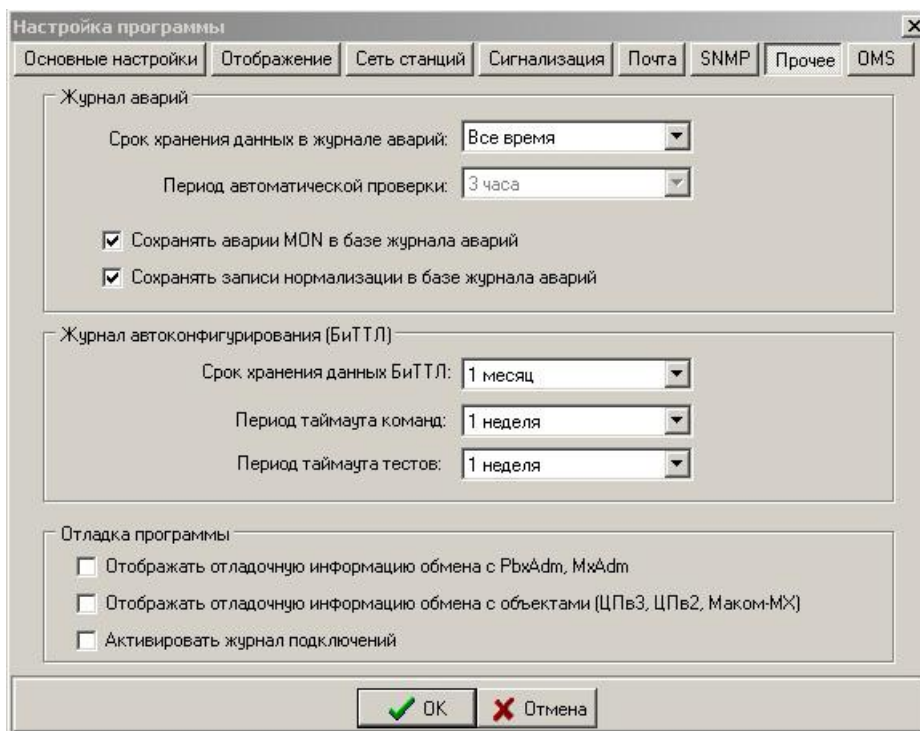 Настройка программы
Основные настройки Отображение Сеть станций Сигнализация Почта SNMP Прочее OMS
Журнал аварий
Срок хранения данных в журнале аварий: Все время
Период автоматической проверки: 3 часа
Сохранять аварии MON в базе журнала аварий
Сохранять записи нормализации в базе журнала аварий
Журнал автоконфигурирования (БиТТЛ)
Срок хранения данных БиТТЛ: 1 месяц
Период таймаута команд: 1 неделя
Период таймаута тестов: 1 неделя
Отладка программы
Отображать отладочную информацию обмена с PbxAdm, MxAdm
Отображать отладочную информацию обмена с объектами (ЦПв3, ЦПв2, Маком-МХ)
Активировать журнал подключений
OK Отмена